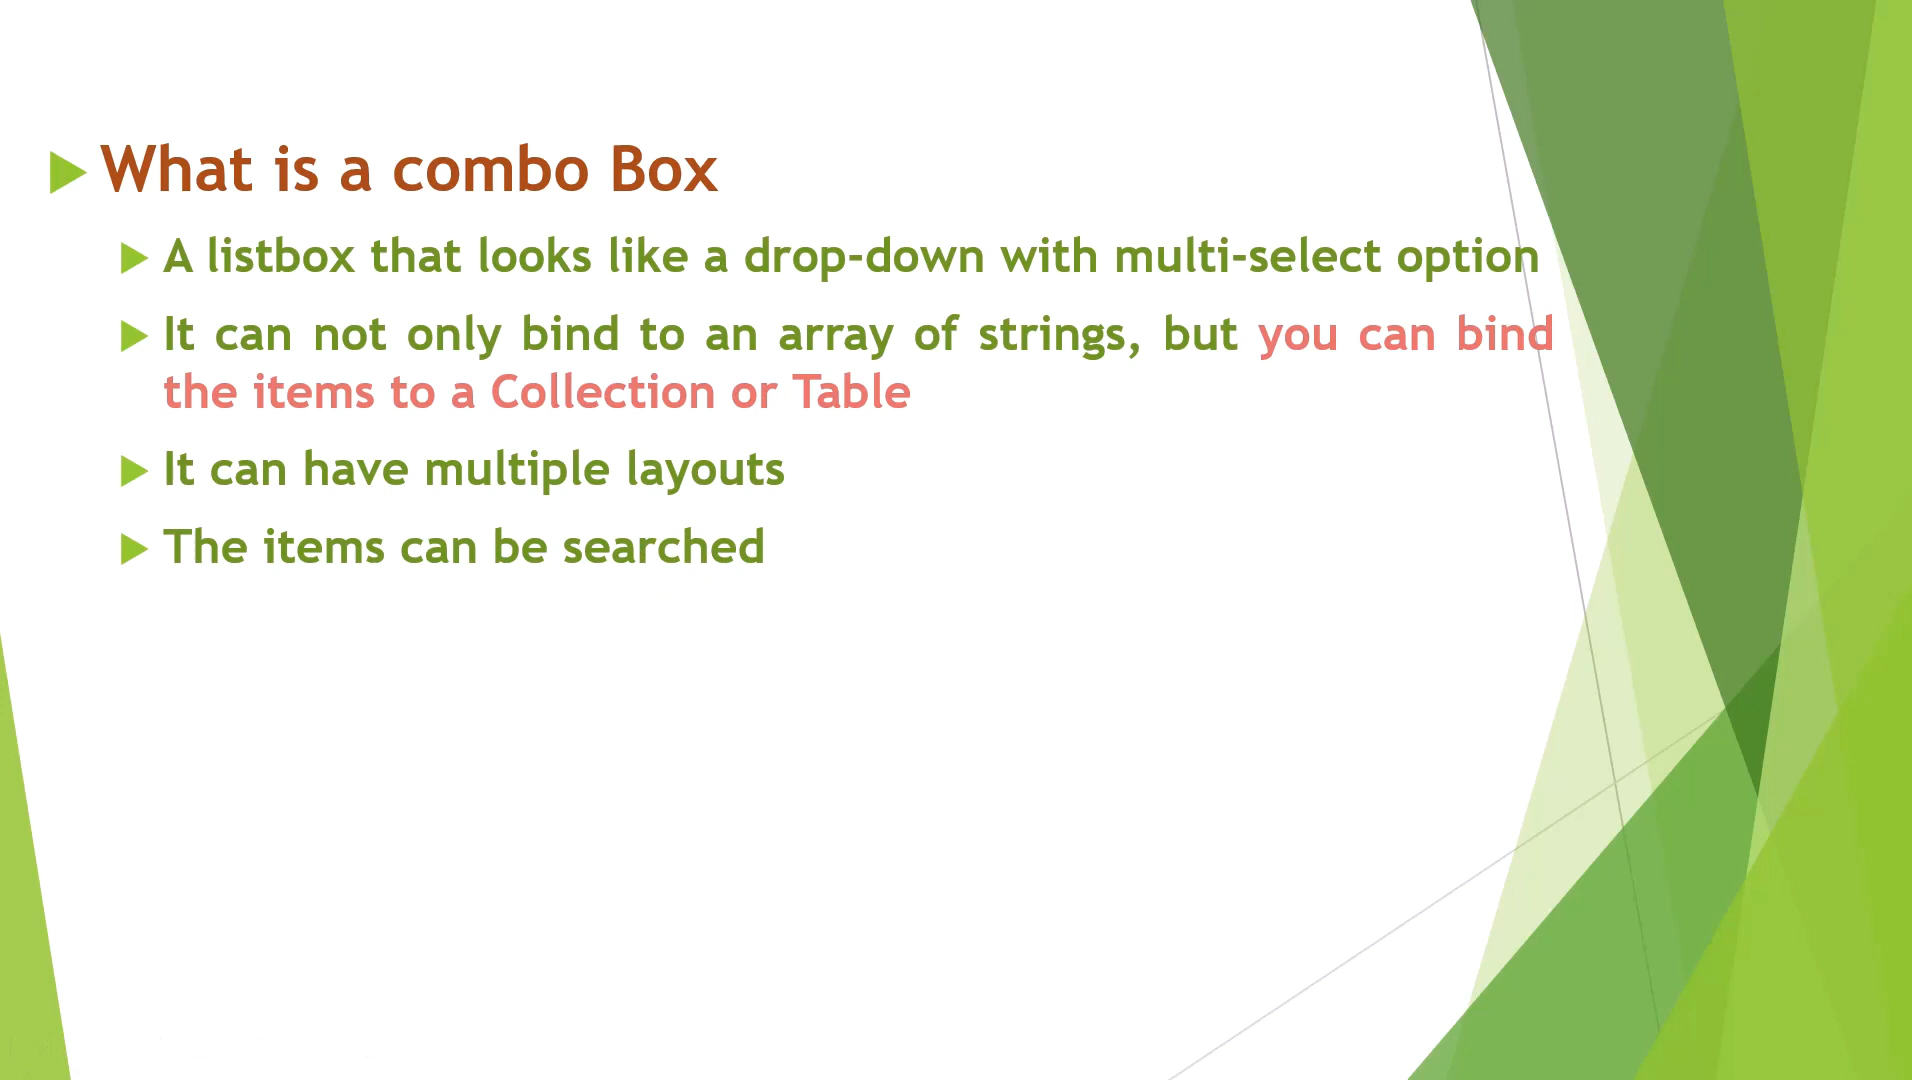 What is a combo Box
A listbox that looks like a drop-down with multi-select option
It can not only bind to an array of strings, but you can bind
the items to a Collection or Table
It can have multiple layouts
The items can be searched